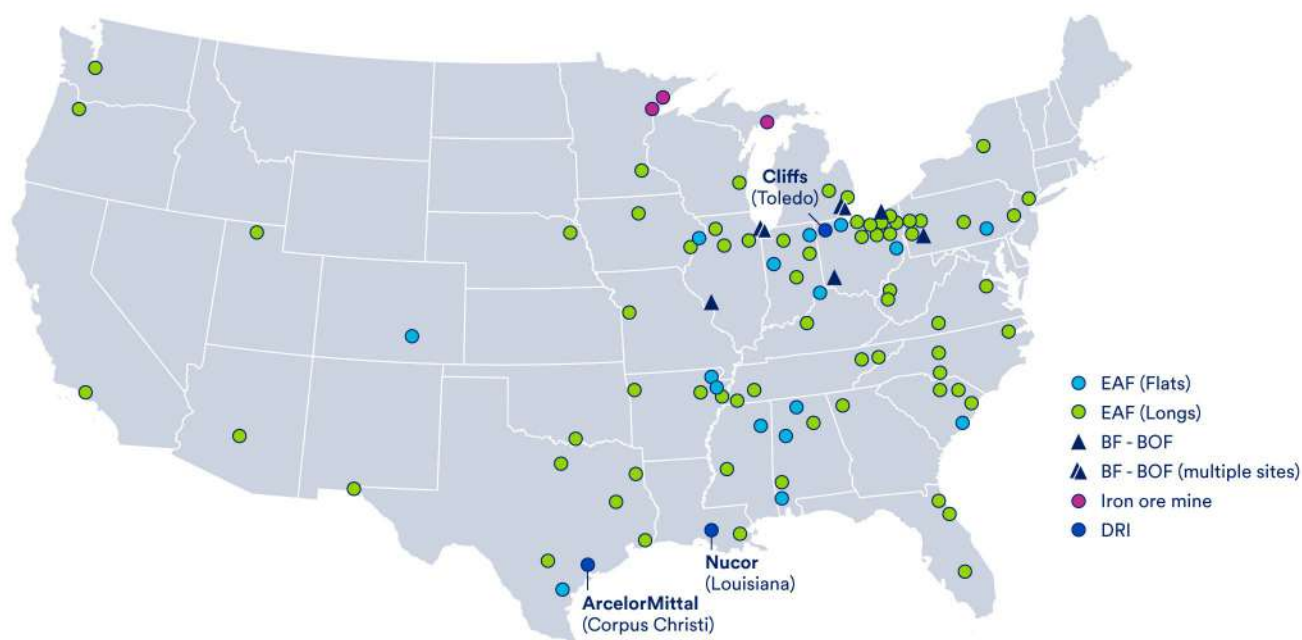 Cliffs
(Toledo)
EAF (Flats)
EAF (Longs)
BF - BOF
BF - BOF (multiple sites)
Iron ore mine
DRI
Nucor
(Louisiana)
ArcelorMittal
(Corpus Christi)